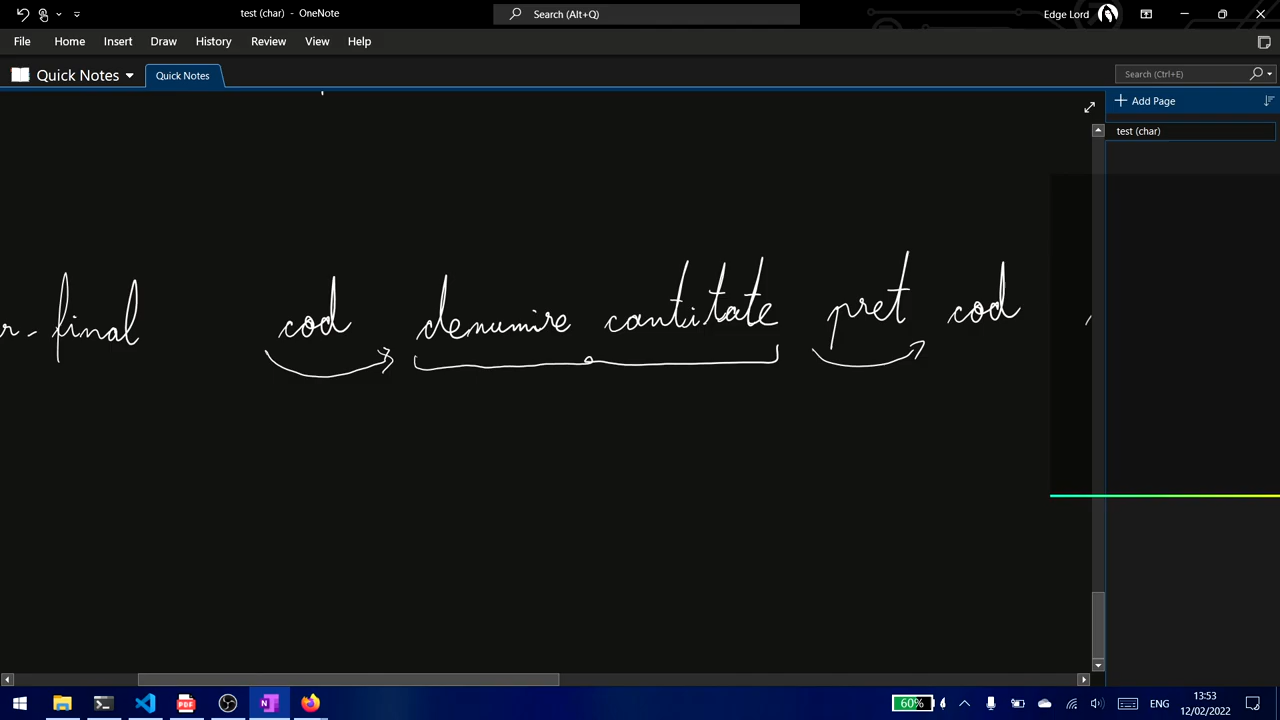 test (char) - OneNote
Search (Alt+Q)
Edge Lord
File Home Insert Draw History Review View Help
Quick Notes
Quick Notes
Search (Ctrl+E)
Add Page
test (char)
r-final cod denumire cantitate pret cod
60%
ENG
13:53
12/02/2022